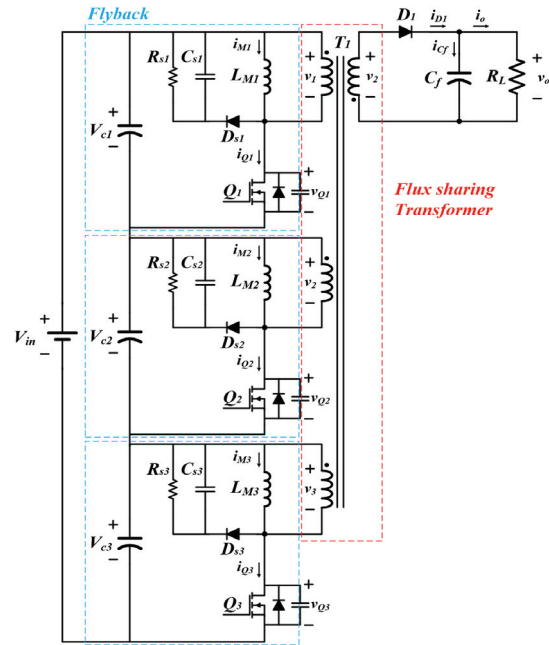 Flyback
Rs1 Cs1 iM1 LM1 + v1 − T1 + v2 − D1 iD1 io iCf Cf RL + vo −
+ Vc1 − Ds1 iQ1 Q1 + vQ1 −
Flux sharing
Transformer
Rs2 Cs2 iM2 LM2 + v2 −
+ Vin − + Vc2 − Ds2 iQ2 Q2 + vQ2 −
Rs3 Cs3 iM3 LM3 + v3 −
+ Vc3 − Ds3 iQ3 Q3 + vQ3 −